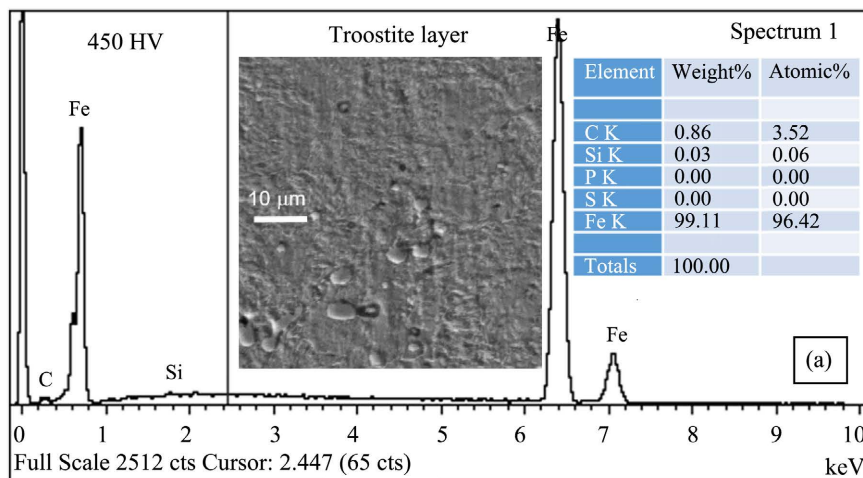 450 HV
Troostite layer
Spectrum 1
Fe
Fe
Element Weight% Atomic%
C K 0.86 3.52
Si K 0.03 0.06
P K 0.00 0.00
S K 0.00 0.00
Fe K 99.11 96.42
Totals 100.00
10 μm
Fe
(a)
C
Si
0 1 2 3 4 5 6 7 8 9 10
Full Scale 2512 cts Cursor: 2.447 (65 cts)
keV